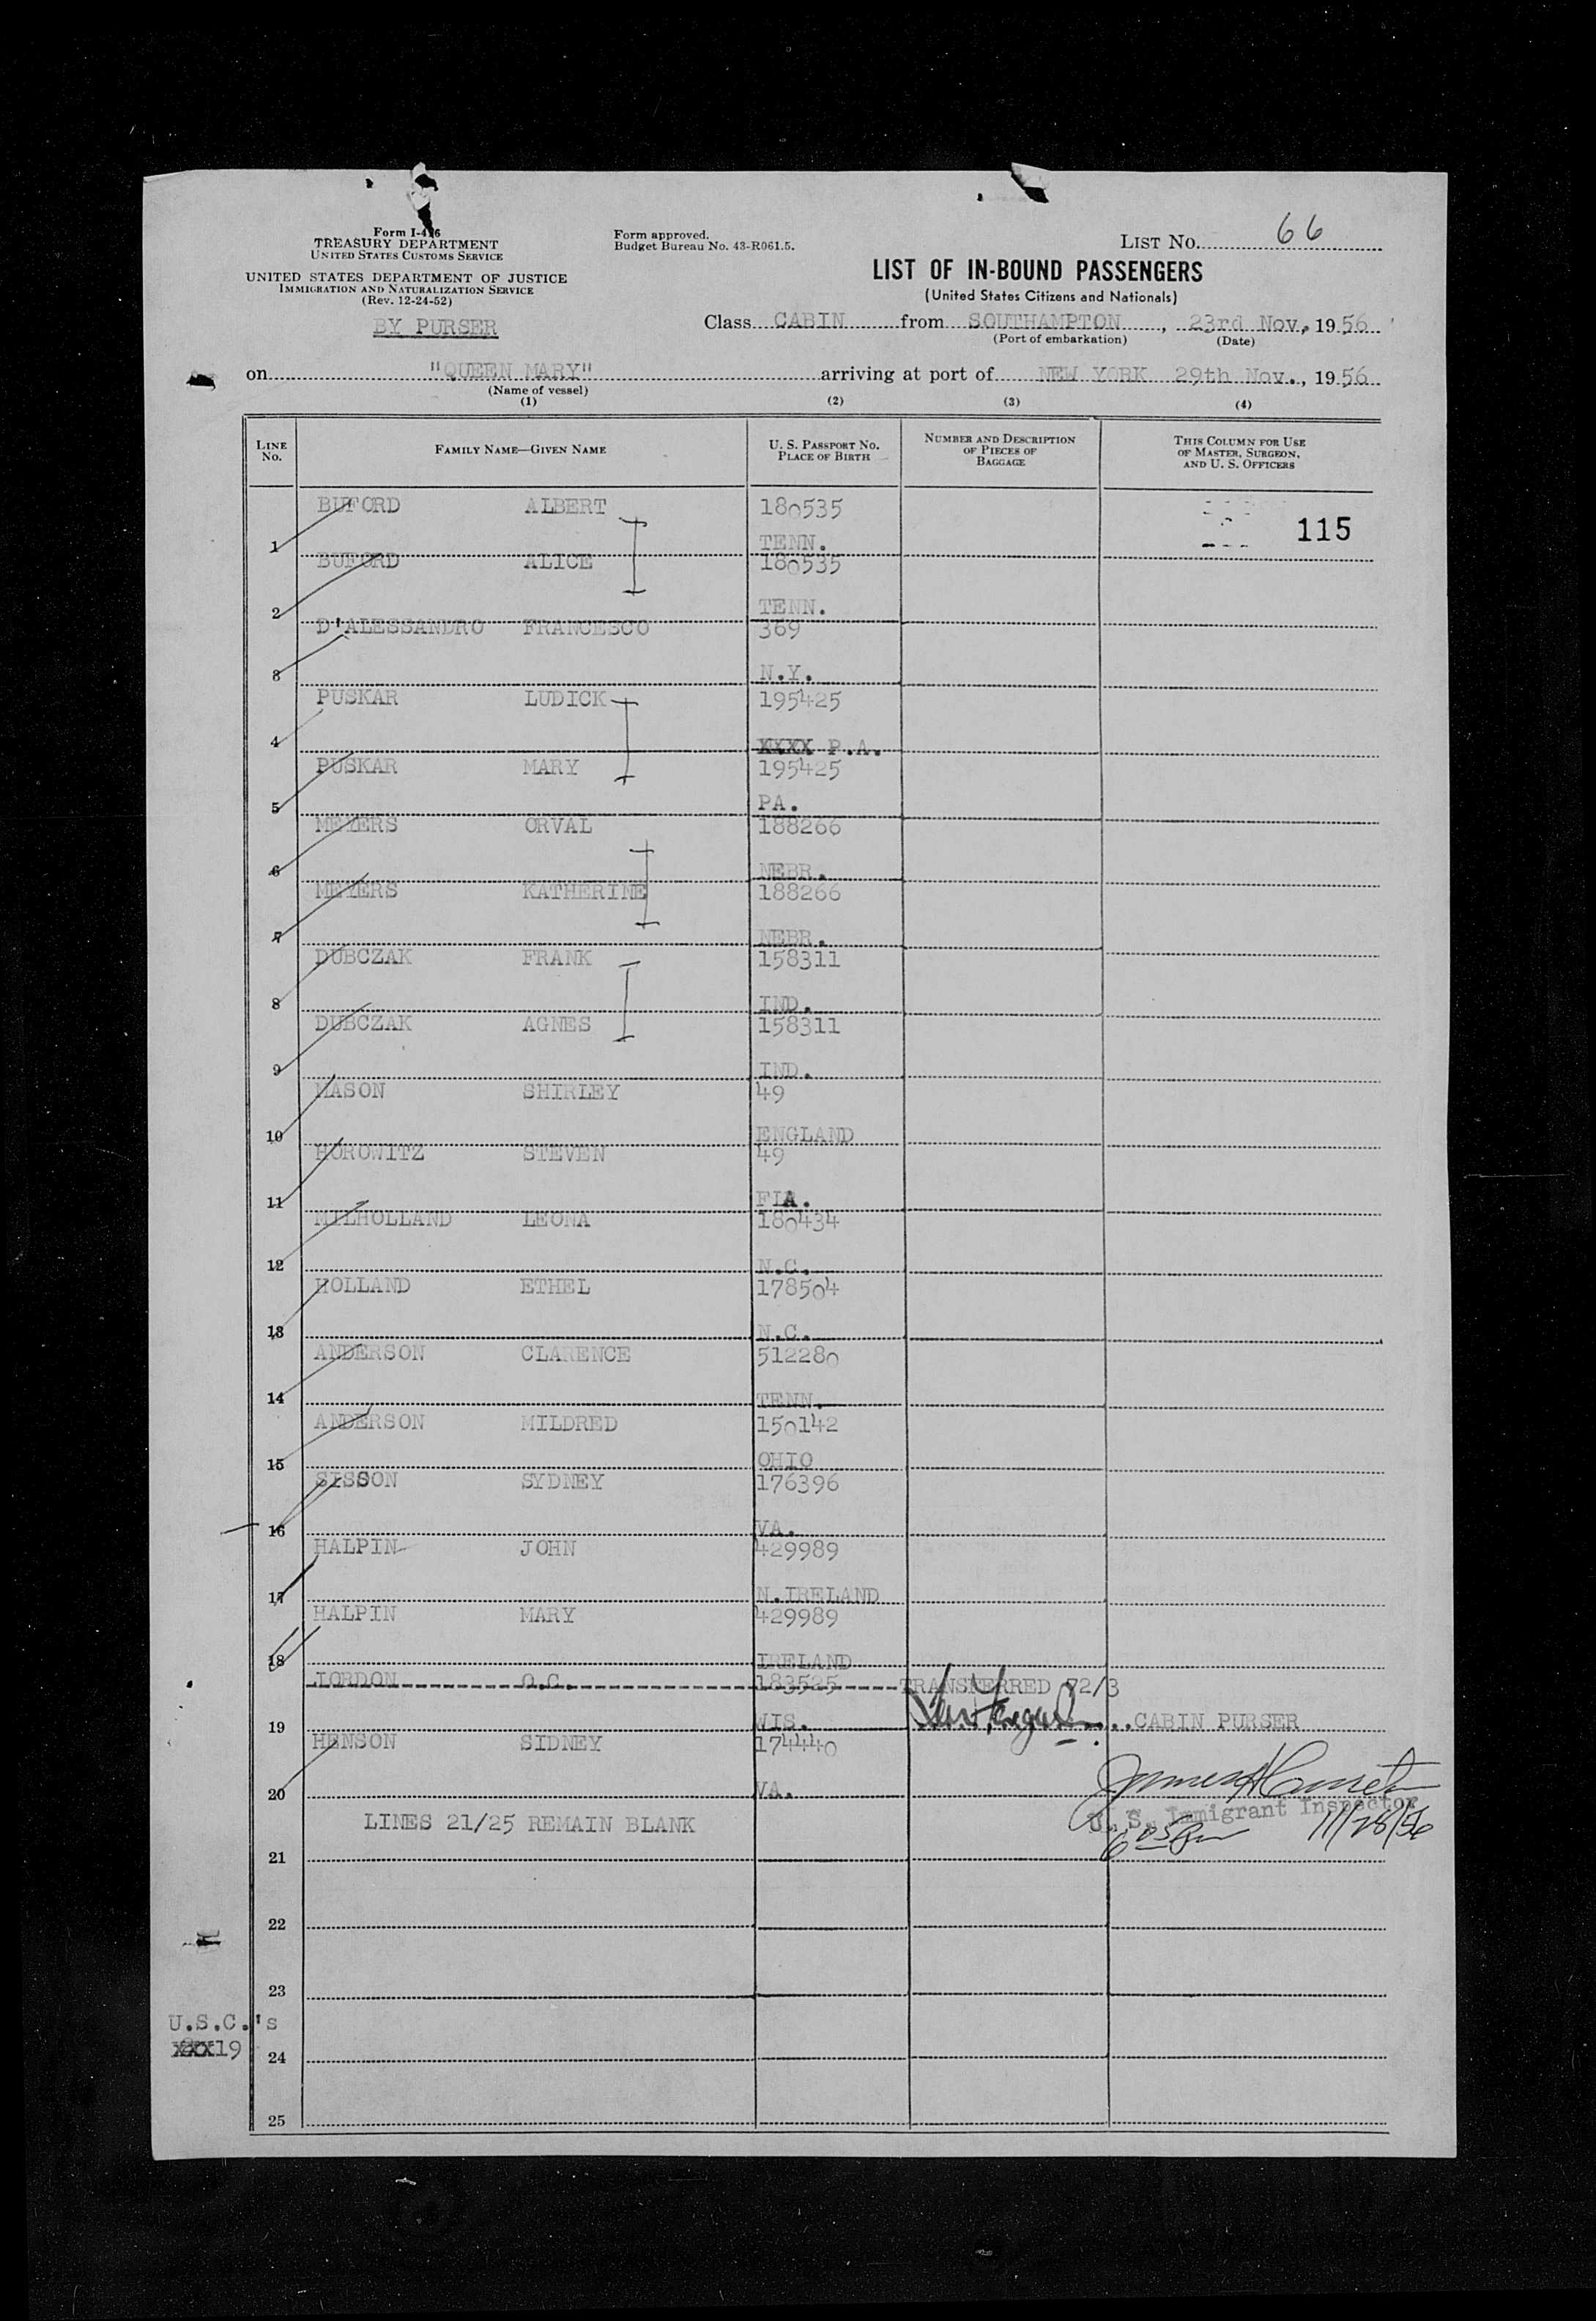 Form I-416
TREASURY DEPARTMENT
UNITED STATES CUSTOMS SERVICE
UNITED STATES DEPARTMENT OF JUSTICE
IMMIGRATION AND NATURALIZATION SERVICE
(Rev. 12-24-52)
BY PURSER
Form approved.
Budget Bureau No. 43-R061.5.
LIST No. 66
LIST OF IN-BOUND PASSENGERS
(United States Citizens and Nationals)
Class CABIN from SOUTHAMPTON, 23rd Nov., 1956
(Port of embarkation) (Date)
on "QUEEN MARY" arriving at port of NEW YORK 29th Nov., 1956
(Name of vessel)
(1) (2) (3) (4)
LINE No. FAMILY NAME—GIVEN NAME U. S. PASSPORT No. PLACE OF BIRTH NUMBER AND DESCRIPTION OF PIECES OF BAGGAGE THIS COLUMN FOR USE OF MASTER, SURGEON, AND U. S. OFFICERS
BUFORD ALBERT 180535
115
1 TENN.
BUFORD ALICE 180535
2 TENN.
D'ALESSANDRO FRANCESCO 369
3 N.Y.
PUSKAR LUDICK 195425
4 XXXX P.A.
PUSKAR MARY 195425
5 PA.
MEYERS ORVAL 188266
6 NEBR.
MEYERS KATHERINE 188266
7 NEBR.
DUBCZAK FRANK 158311
8 IND.
DUBCZAK AGNES 158311
9 IND.
MASON SHIRLEY 49
10 ENGLAND
HOROWITZ STEVEN 49
11 FLA.
MILHOLLAND LEONA 180434
12 N.C.
HOLLAND ETHEL 178504
13 N.C.
ANDERSON CLARENCE 512280
14 TENN.
ANDERSON MILDRED 150142
15 OHIO
SISSON SYDNEY 176396
16 VA.
HALPIN JOHN 429989
17 N.IRELAND
HALPIN MARY 429989
18 IRELAND
O.C. 183525 TRANSFERRED 72/3
19 WIS. CABIN PURSER
HENSON SIDNEY 174440
20 VA.
LINES 21/25 REMAIN BLANK
U. S. Immigrant Inspector
11/28/56
21
22
23
U.S.C.'s
19
24
25